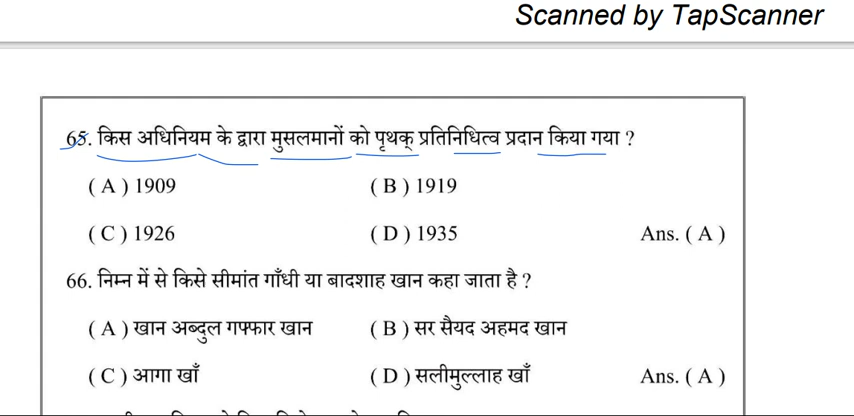 Scanned by TapScanner
65. किस अधिनियम के द्वारा मुसलमानों को पृथक् प्रतिनिधित्व प्रदान किया गया ?
( A ) 1909 ( B ) 1919
( C ) 1926 ( D ) 1935 Ans. ( A )
66. निम्न में से किसे सीमांत गाँधी या बादशाह खान कहा जाता है ?
( A ) खान अब्दुल गफ्फार खान ( B ) सर सैयद अहमद खान
( C ) आगा खाँ ( D ) सलीमुल्लाह खाँ Ans. ( A )